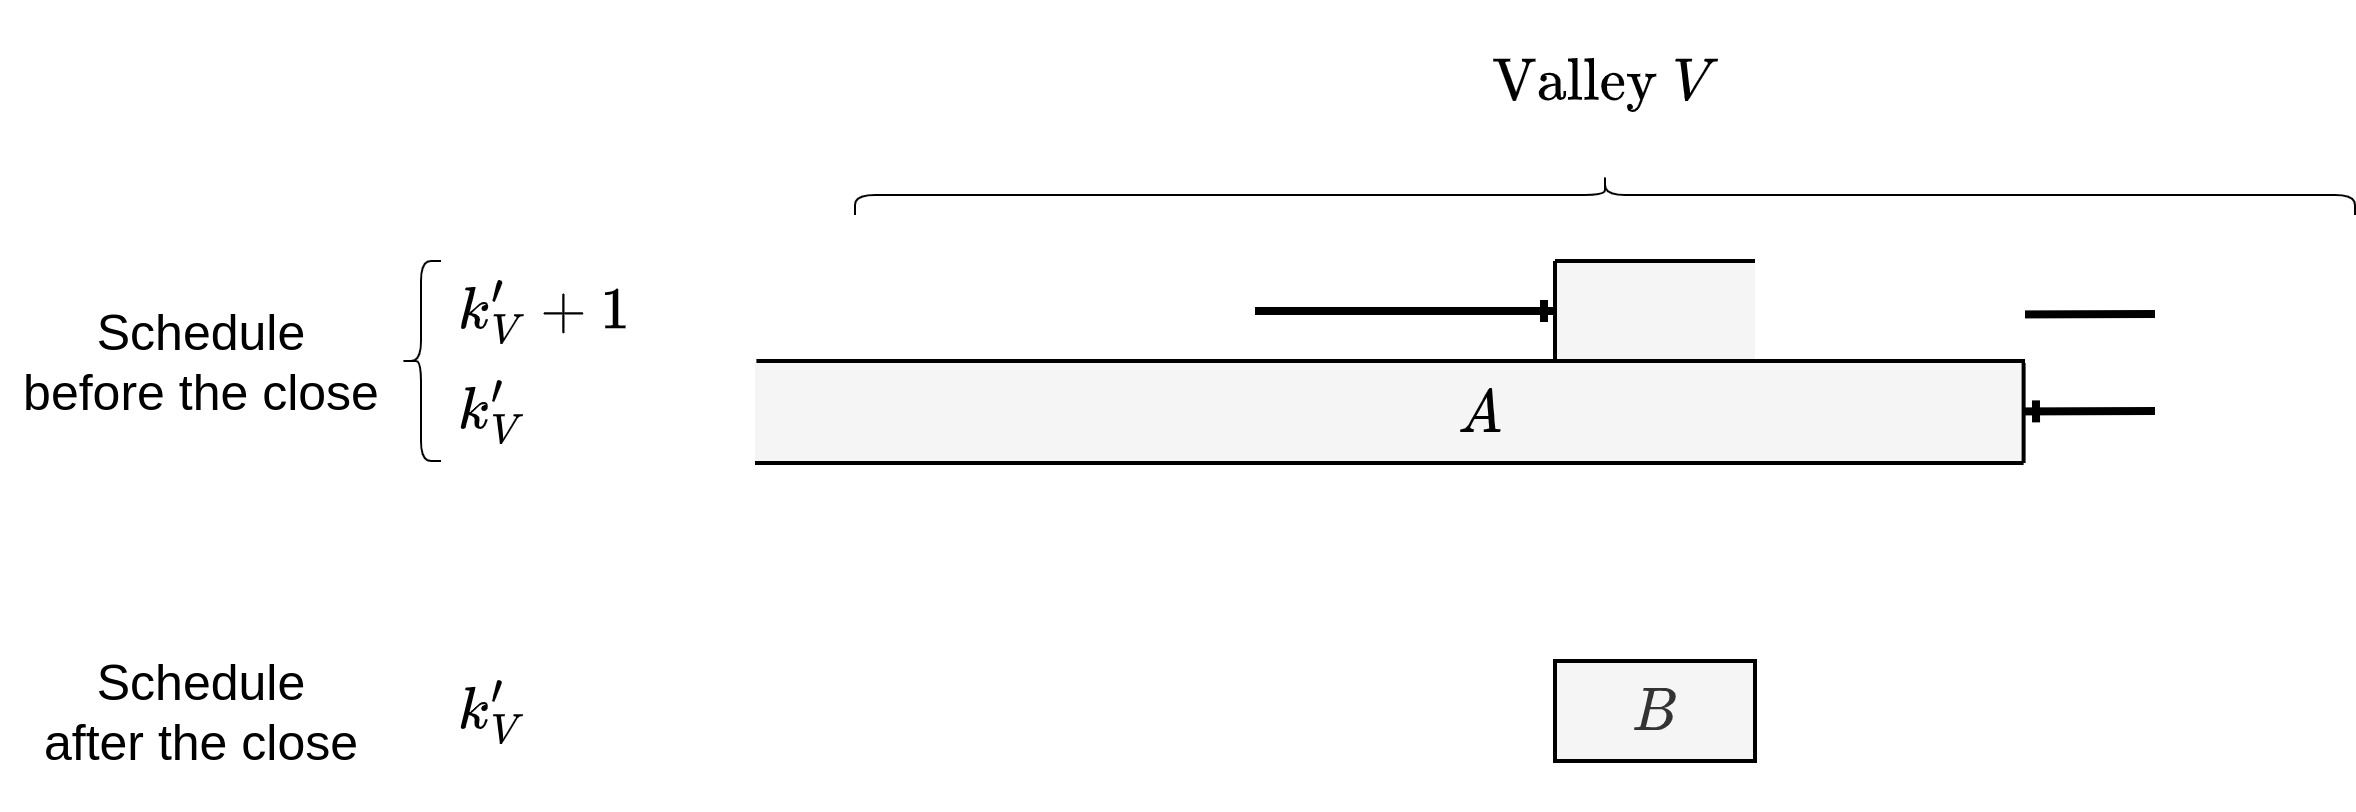 Valley V
Schedule
before the close
k′_V + 1
k′_V
A
Schedule
after the close
k′_V
B